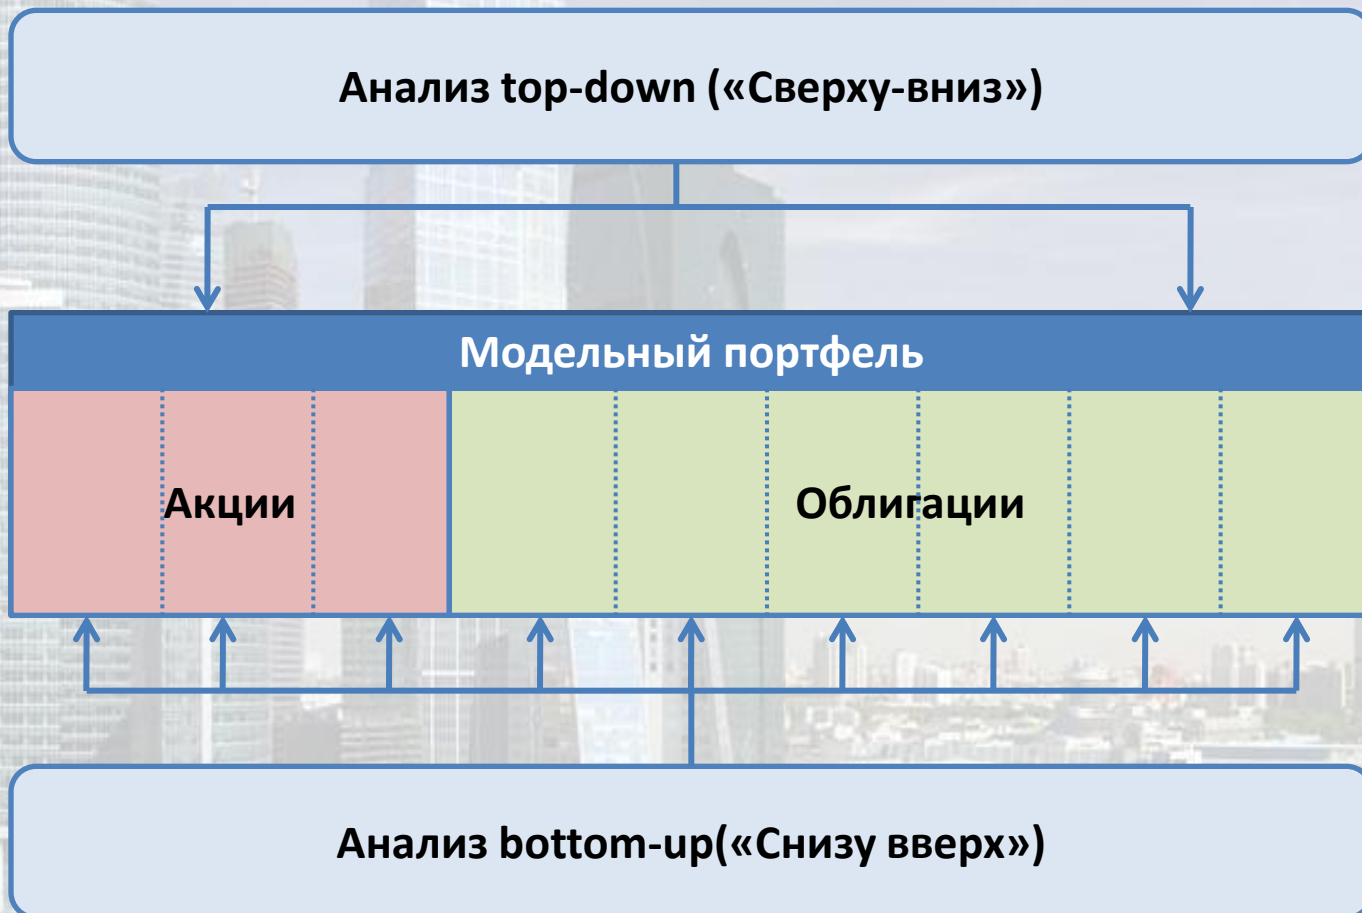 Анализ top-down («Сверху-вниз»)
Модельный портфель
Акции
Облигации
Анализ bottom-up(«Снизу вверх»)